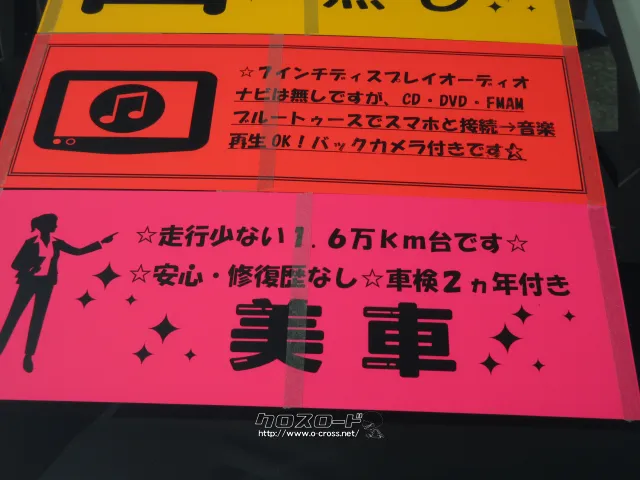 無し
☆7インチディスプレイオーディオ
ナビは無しですが、CD・DVD・FMAM
ブルートゥースでスマホと接続→音楽
再生OK！バックカメラ付きです☆
☆走行少ない1.6万Km台です☆
☆安心・修復歴なし☆車検2ヵ年付き
美車
クロスロード
http://www.o-cross.net/